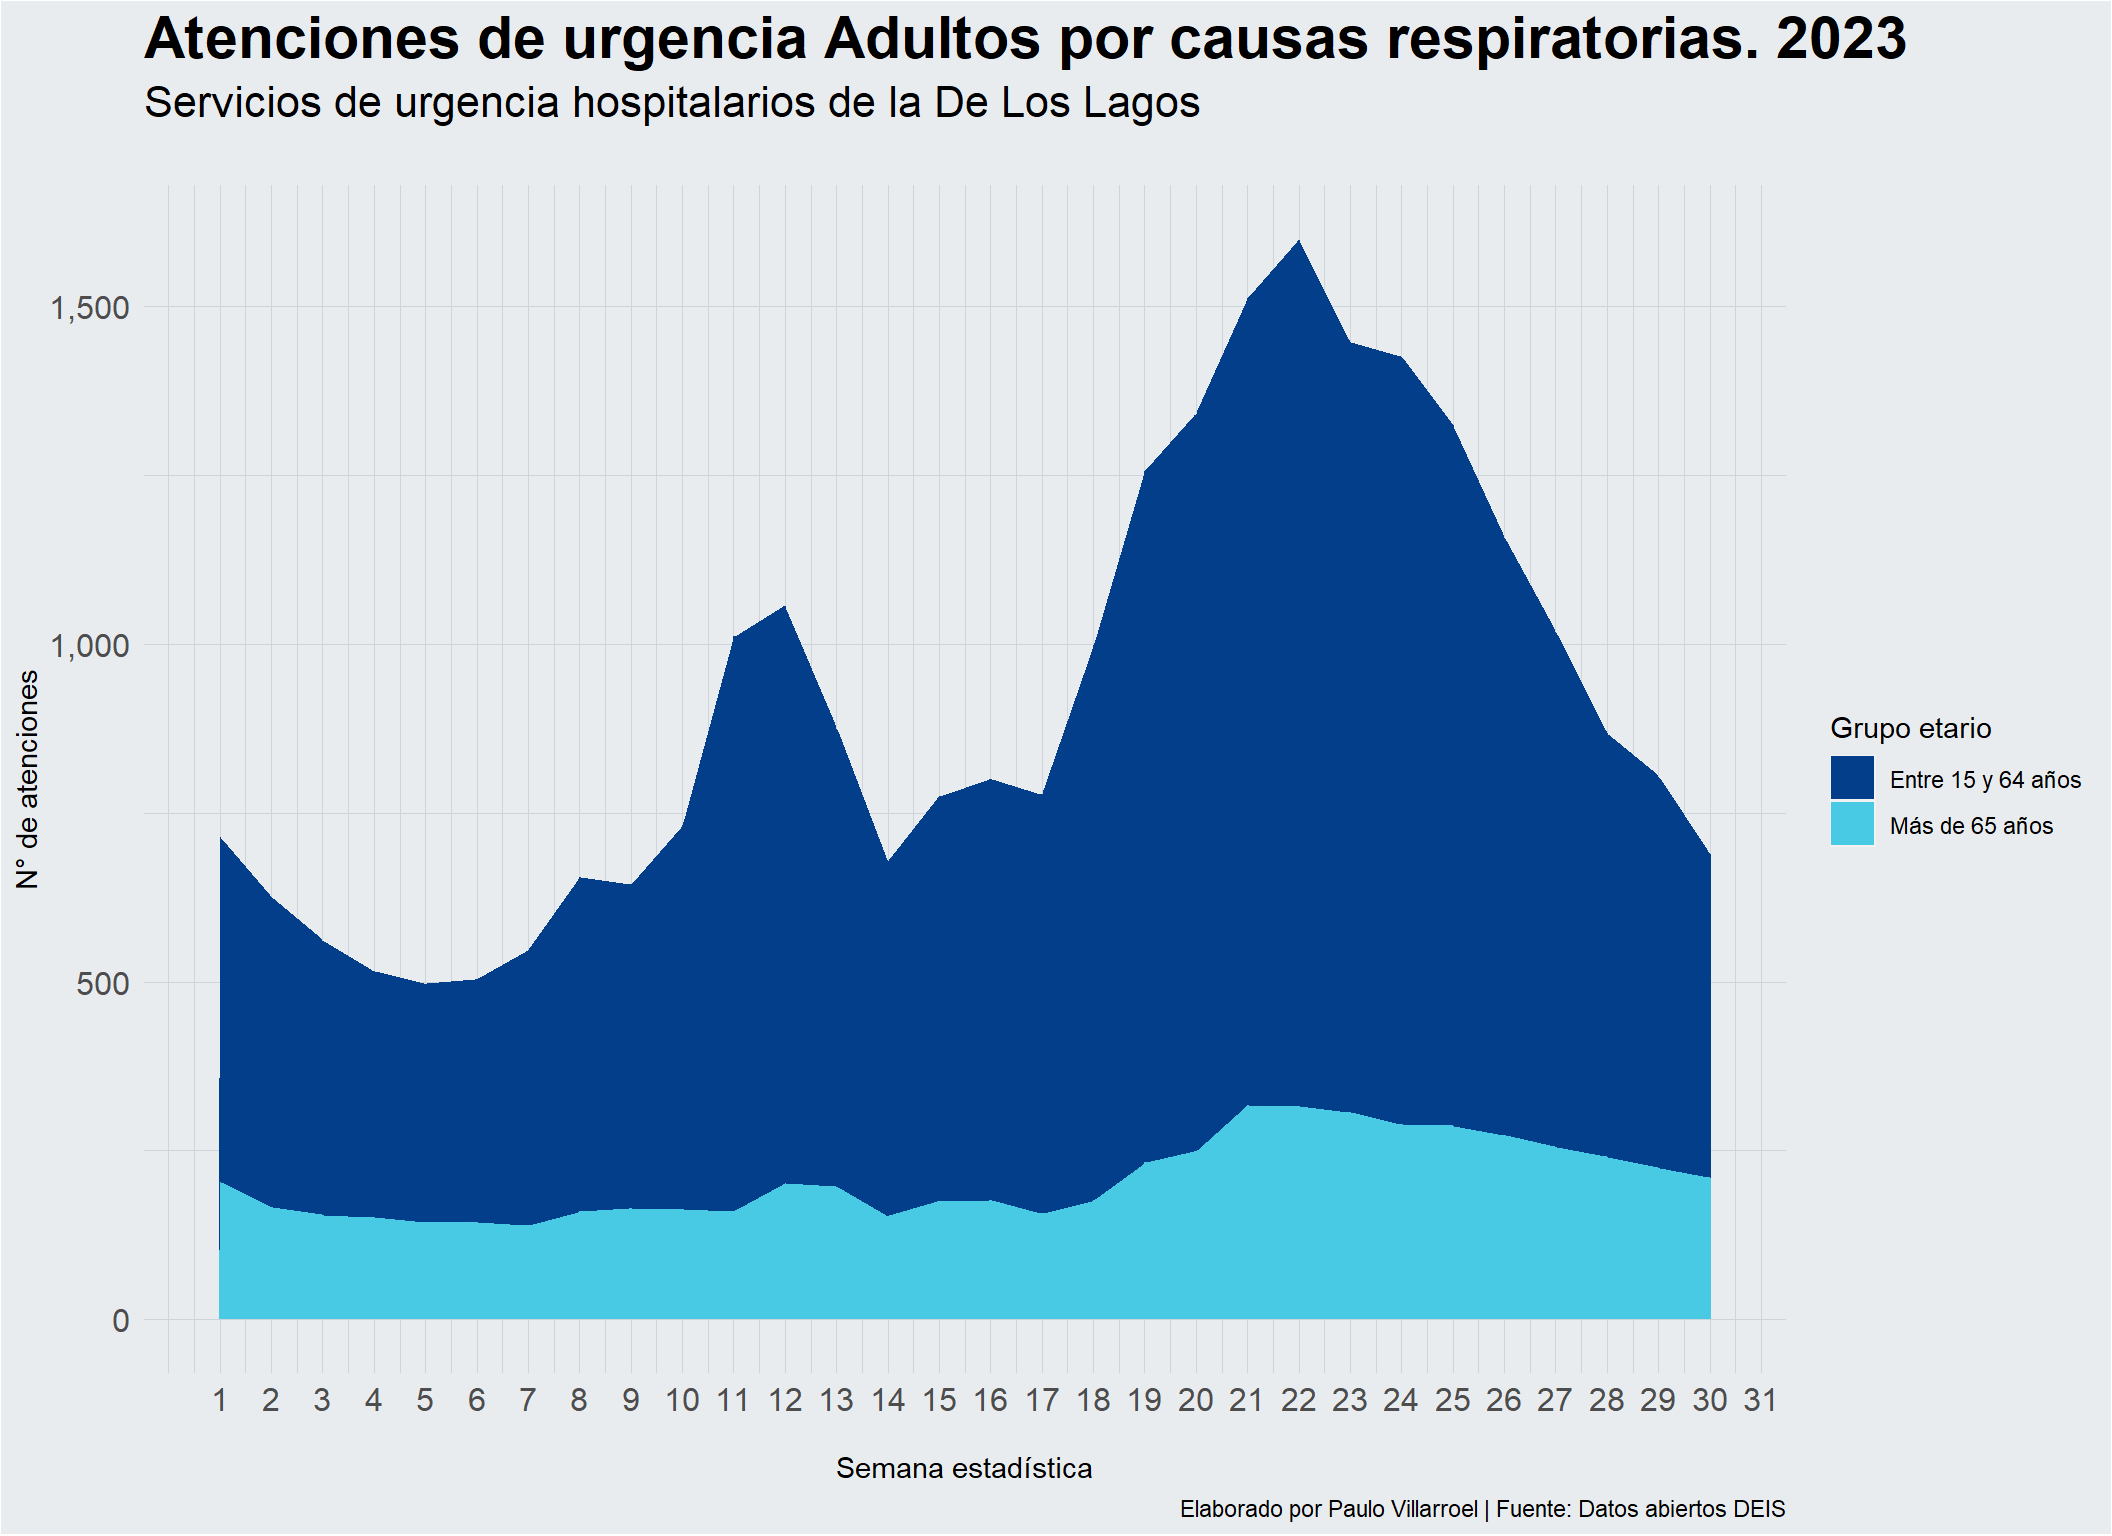 Atenciones de urgencia Adultos por causas respiratorias. 2023
Servicios de urgencia hospitalarios de la De Los Lagos
1,500
1,000
500
0
N° de atenciones
1 2 3 4 5 6 7 8 9 10 11 12 13 14 15 16 17 18 19 20 21 22 23 24 25 26 27 28 29 30 31
Semana estadística
Grupo etario
Entre 15 y 64 años
Más de 65 años
Elaborado por Paulo Villarroel | Fuente: Datos abiertos DEIS